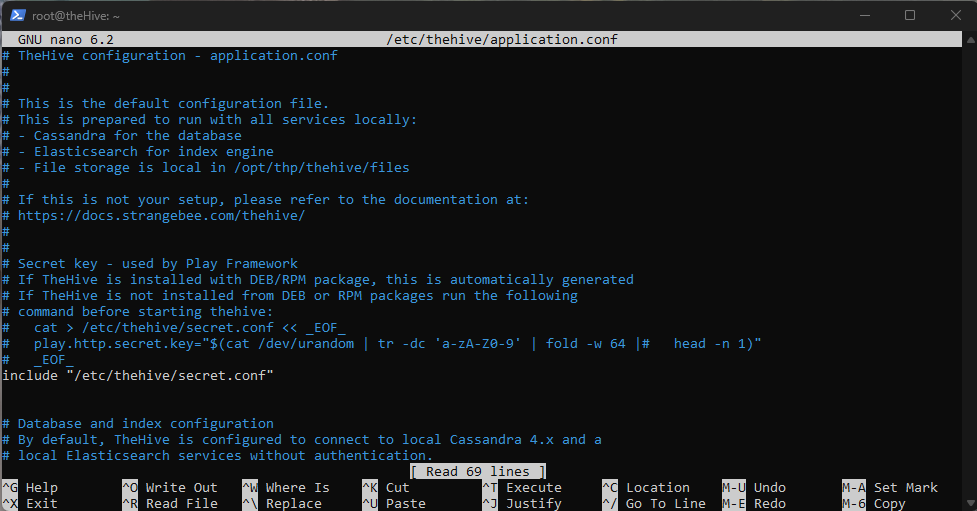 root@theHive: ~
GNU nano 6.2 /etc/thehive/application.conf
# TheHive configuration - application.conf
#
#
# This is the default configuration file.
# This is prepared to run with all services locally:
# - Cassandra for the database
# - Elasticsearch for index engine
# - File storage is local in /opt/thp/thehive/files
#
# If this is not your setup, please refer to the documentation at:
# https://docs.strangebee.com/thehive/
#
#
# Secret key - used by Play Framework
# If TheHive is installed with DEB/RPM package, this is automatically generated
# If TheHive is not installed from DEB or RPM packages run the following
# command before starting thehive:
#   cat > /etc/thehive/secret.conf << _EOF_
#   play.http.secret.key="$(cat /dev/urandom | tr -dc 'a-zA-Z0-9' | fold -w 64 |#   head -n 1)"
#   _EOF_
include "/etc/thehive/secret.conf"
# Database and index configuration
# By default, TheHive is configured to connect to local Cassandra 4.x and a
# local Elasticsearch services without authentication.
[ Read 69 lines ]
^G Help ^O Write Out ^W Where Is ^K Cut ^T Execute ^C Location M-U Undo M-A Set Mark
^X Exit ^R Read File ^\ Replace ^U Paste ^J Justify ^/ Go To Line M-E Redo M-6 Copy